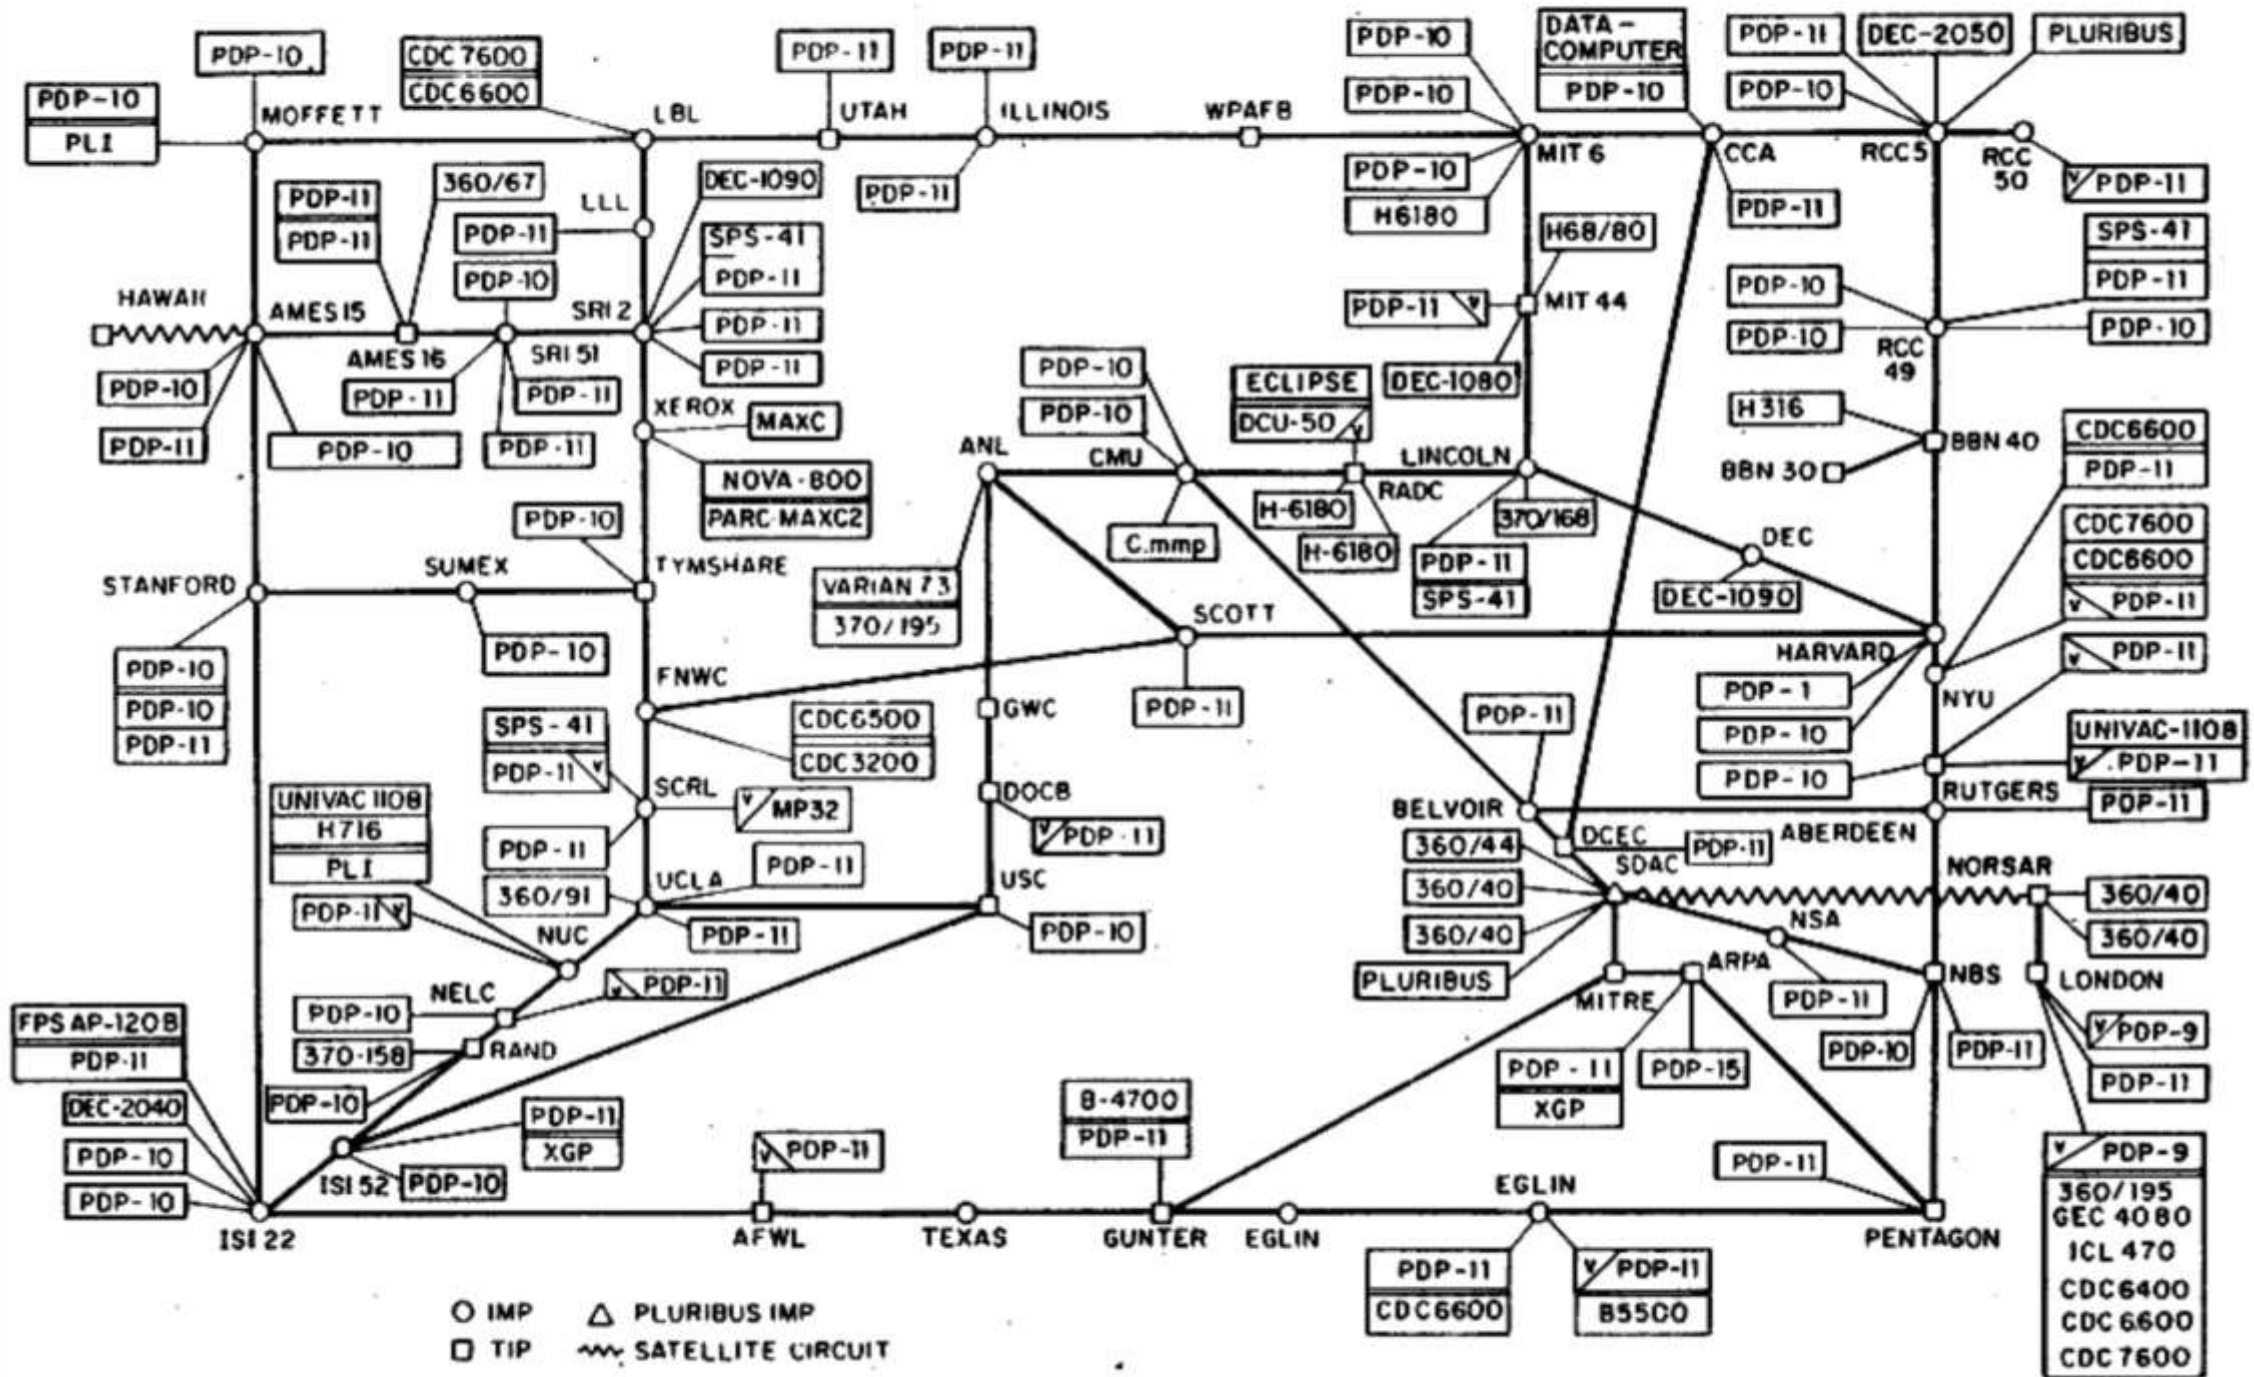 PDP-10
CDC 7600
CDC6600
PDP-11
PDP-11
PDP-10
DATA-
COMPUTER
PDP-10
PDP-11
DEC-2050
PLURIBUS
PDP-10
PLI
MOFFETT
LBL
UTAH
ILLINOIS
WPAFB
PDP-10
PDP-10
MIT 6
CCA
RCC5
RCC
50
PDP-10
H6180
PDP-11
PDP-11
V PDP-11
PDP-11
PDP-11
360/67
LLL
PDP-11
DEC-1090
SPS-41
PDP-11
H68/80
SPS-41
PDP-11
PDP-10
HAWAII
AMES 15
AMES 16
SRI 51
SRI 2
PDP-10
PDP-11
PDP-11
PDP-11 V
MIT 44
DEC-1080
PDP-10
PDP-10
RCC
49
PDP-10
PDP-10
PDP-11
PDP-10
PDP-11
PDP-11
PDP-11
XEROX
MAXC
NOVA-800
PARC-MAXC2
PDP-10
PDP-10
ANL
CMU
C.mmp
ECLIPSE
DCU-50 V
RADC
H-6180
H-6180
LINCOLN
370/168
PDP-11
SPS-41
H316
BBN 40
BBN 30
CDC6600
PDP-11
CDC7600
CDC6600
V PDP-11
V PDP-11
DEC
DEC-1090
PDP-10
STANFORD
SUMEX
TYMSHARE
PDP-10
PDP-10
PDP-10
PDP-11
VARIAN 73
370/195
SCOTT
PDP-11
HARVARD
PDP-1
PDP-10
NYU
FNWC
CDC6500
CDC3200
GWC
PDP-11
PDP-10
UNIVAC-1108
V PDP-11
RUTGERS
SPS-41
PDP-11 V
SCRL
V MP32
PDP-11
DOCB
V PDP-11
BELVOIR
DCEC
PDP-11
ABERDEEN
PDP-11
UNIVAC 1108
H716
PLI
PDP-11 V
360/91
UCLA
PDP-11
PDP-11
USC
PDP-10
360/44
360/40
360/40
PLURIBUS
SDAC
NORSAR
360/40
360/40
NSA
PDP-11
NUC
NELC
V PDP-11
PDP-10
MITRE
ARPA
NBS
PDP-10
PDP-11
LONDON
V PDP-9
PDP-11
FPS AP-120B
PDP-11
DEC-2040
PDP-10
PDP-10
370-158
RAND
PDP-10
PDP-11
XGP
ISI 52
PDP-10
PDP-11
XGP
PDP-15
V PDP-11
B-4700
PDP-11
PDP-11
V PDP-9
360/195
GEC 4080
ICL 470
CDC6400
CDC6600
CDC7600
ISI 22
AFWL
TEXAS
GUNTER
EGLIN
EGLIN
PENTAGON
PDP-11
CDC6600
V PDP-11
B5500
IMP
PLURIBUS IMP
TIP
SATELLITE CIRCUIT